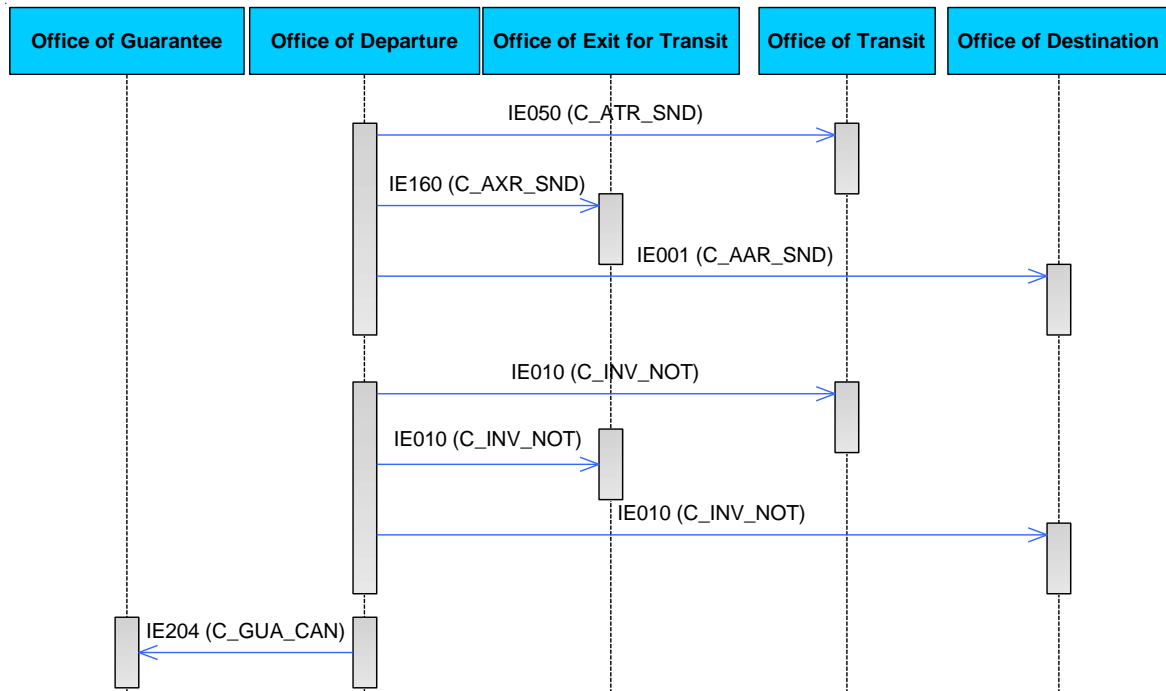 Office of Guarantee
Office of Departure
Office of Exit for Transit
Office of Transit
Office of Destination
IE050 (C_ATR_SND)
IE160 (C_AXR_SND)
IE001 (C_AAR_SND)
IE010 (C_INV_NOT)
IE010 (C_INV_NOT)
IE010 (C_INV_NOT)
IE204 (C_GUA_CAN)